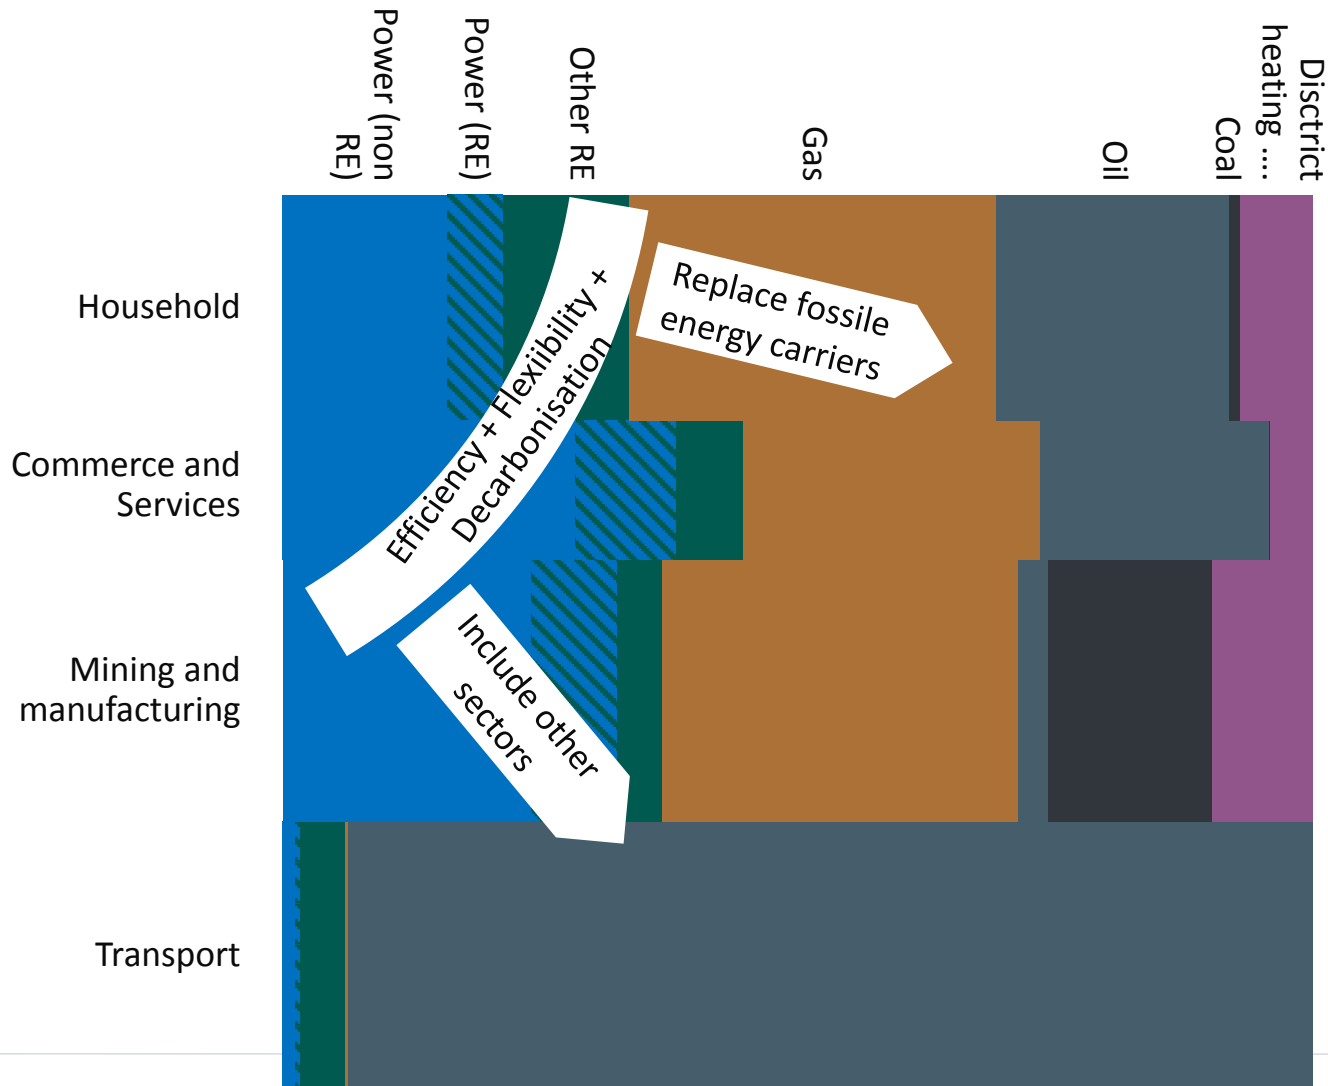 Power (non
RE)
Power (RE)
Other RE
Gas
Oil
Coal
Disctrict
heating ....
Household
Replace fossile
energy carriers
Efficiency + Flexiibility +
Decarbonisation
Commerce and
Services
Include other
sectors
Mining and
manufacturing
Transport